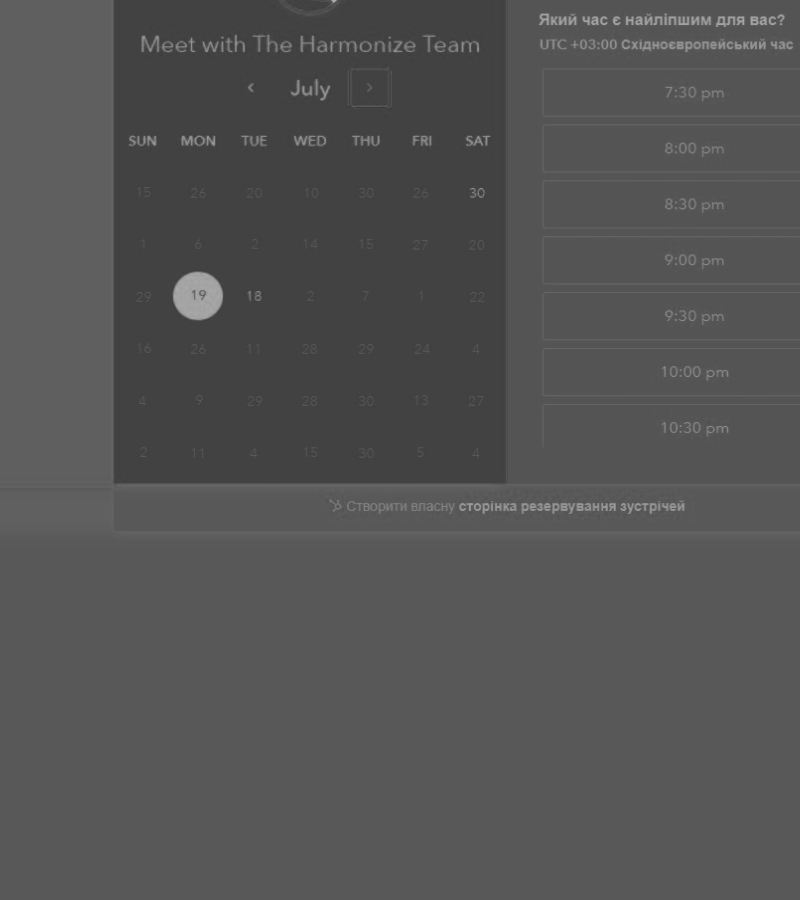 Meet with The Harmonize Team
‹ July ›
SUN MON TUE WED THU FRI SAT
15 26 20 10 30 26 30
1 6 2 14 15 27 20
29 19 18 2 7 1 22
16 26 11 28 29 24 4
4 9 29 28 30 13 27
2 11 4 15 30 5 4
Який час є найліпшим для вас?
UTC +03:00 Східноєвропейський час
7:30 pm
8:00 pm
8:30 pm
9:00 pm
9:30 pm
10:00 pm
10:30 pm
Створити власну сторінка резервування зустрічей